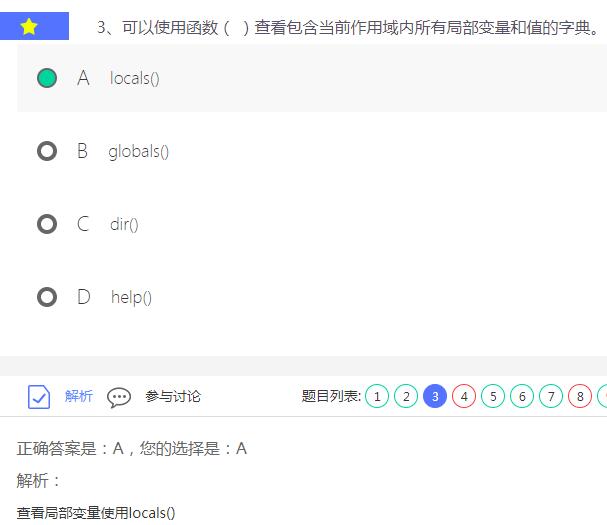 3、可以使用函数（  ）查看包含当前作用域内所有局部变量和值的字典。
A locals()
B globals()
C dir()
D help()
解析 参与讨论 题目列表: 1 2 3 4 5 6 7 8
正确答案是：A，您的选择是：A
解析：
查看局部变量使用locals()